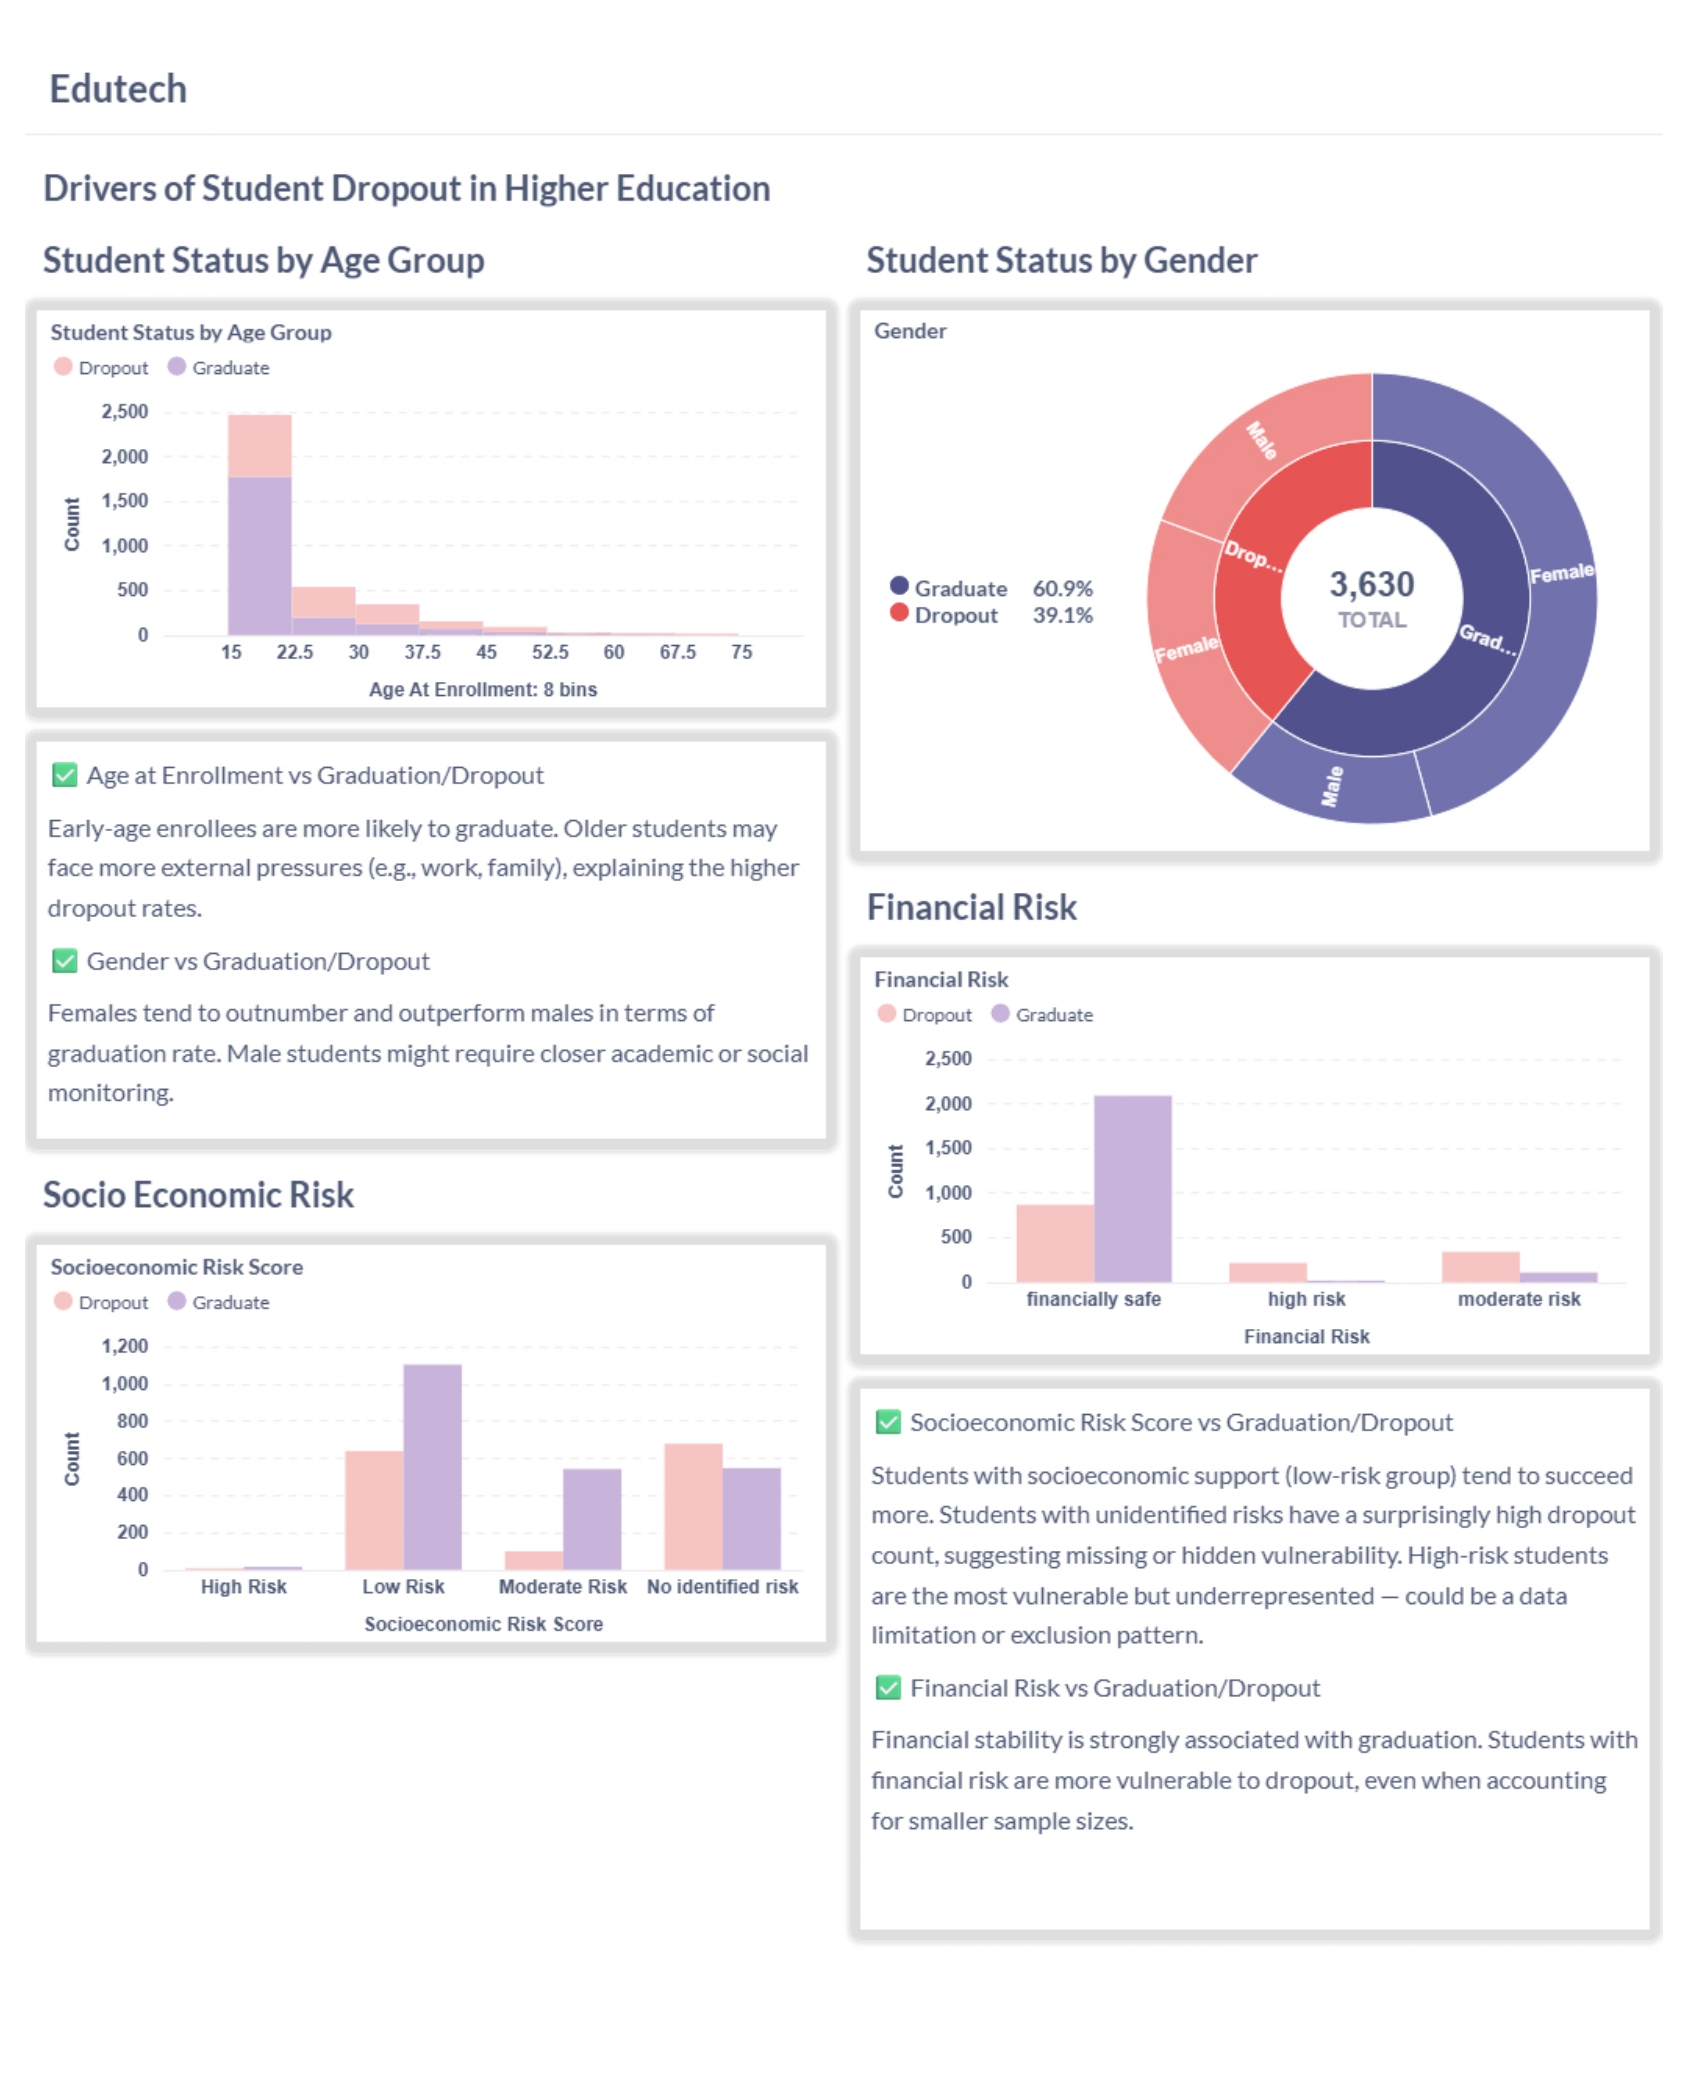 Edutech
Drivers of Student Dropout in Higher Education
Student Status by Age Group
Student Status by Age Group
Dropout Graduate
2,500
2,000
1,500
1,000
500
0
Count
15 22.5 30 37.5 45 52.5 60 67.5 75
Age At Enrollment: 8 bins
✅ Age at Enrollment vs Graduation/Dropout
Early-age enrollees are more likely to graduate. Older students may
face more external pressures (e.g., work, family), explaining the higher
dropout rates.
✅ Gender vs Graduation/Dropout
Females tend to outnumber and outperform males in terms of
graduation rate. Male students might require closer academic or social
monitoring.
Socio Economic Risk
Socioeconomic Risk Score
Dropout Graduate
1,200
1,000
800
600
400
200
0
Count
High Risk Low Risk Moderate Risk No identified risk
Socioeconomic Risk Score
Student Status by Gender
Gender
Graduate 60.9%
Dropout 39.1%
Male
Drop...
Female
3,630
TOTAL
Female
Grad...
Male
Financial Risk
Financial Risk
Dropout Graduate
2,500
2,000
1,500
1,000
500
0
Count
financially safe high risk moderate risk
Financial Risk
✅ Socioeconomic Risk Score vs Graduation/Dropout
Students with socioeconomic support (low-risk group) tend to succeed
more. Students with unidentified risks have a surprisingly high dropout
count, suggesting missing or hidden vulnerability. High-risk students
are the most vulnerable but underrepresented — could be a data
limitation or exclusion pattern.
✅ Financial Risk vs Graduation/Dropout
Financial stability is strongly associated with graduation. Students with
financial risk are more vulnerable to dropout, even when accounting
for smaller sample sizes.